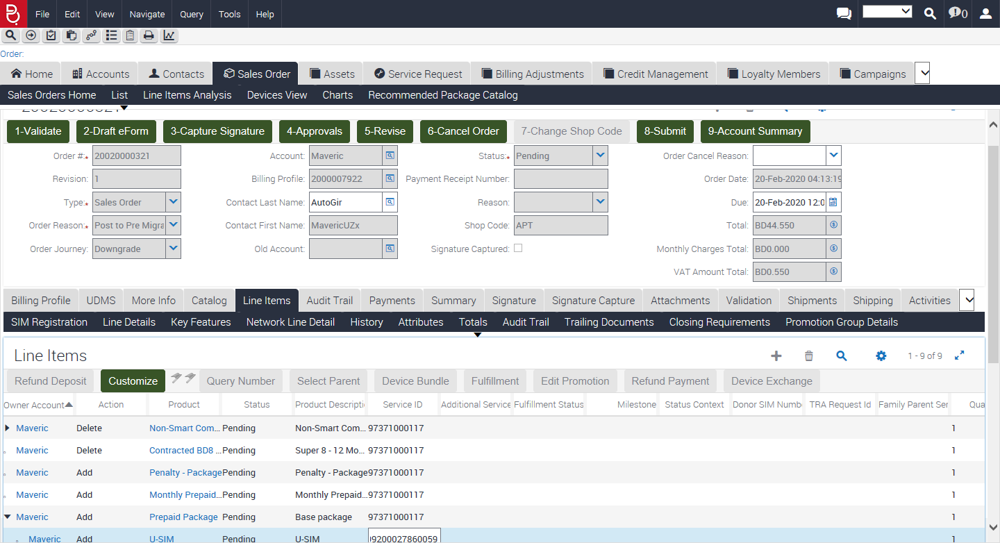 File Edit View Navigate Query Tools Help 0
Order:
Home Accounts Contacts Sales Order Assets Service Request Billing Adjustments Credit Management Loyalty Members Campaigns
Sales Orders Home List Line Items Analysis Devices View Charts Recommended Package Catalog
20020000321
1-Validate 2-Draft eForm 3-Capture Signature 4-Approvals 5-Revise 6-Cancel Order 7-Change Shop Code 8-Submit 9-Account Summary
Order #:* 20020000321 Account: Maveric Status:* Pending Order Cancel Reason:
Revision: 1 Billing Profile: 2000007922 Payment Receipt Number: Order Date: 20-Feb-2020 04:13:19
Type:* Sales Order Contact Last Name: AutoGir Reason: Due: 20-Feb-2020 12:0
Order Reason:* Post to Pre Migra Contact First Name: MavericUZx Shop Code: APT Total: BD44.550
Order Journey: Downgrade Old Account: Signature Captured: Monthly Charges Total: BD0.000
VAT Amount Total: BD0.550
Billing Profile UDMS More Info Catalog Line Items Audit Trail Payments Summary Signature Signature Capture Attachments Validation Shipments Shipping Activities
SIM Registration Line Details Key Features Network Line Detail History Attributes Totals Audit Trail Trailing Documents Closing Requirements Promotion Group Details
Line Items 1 - 9 of 9
Refund Deposit Customize Query Number Select Parent Device Bundle Fulfillment Edit Promotion Refund Payment Device Exchange
Owner Account Action Product Status Product Descripti Service ID Additional Service Fulfillment Status Milestone Status Context Donor SIM Numb TRA Request Id Family Parent Ser Qua
Maveric Delete Non-Smart Com... Pending Non-Smart Com... 97371000117 1
Maveric Delete Contracted BD8 ... Pending Super 8 - 12 Mo... 97371000117 1
Maveric Add Penalty - Package Pending Penalty - Package 97371000117 1
Maveric Add Monthly Prepaid... Pending Monthly Prepaid... 97371000117 1
Maveric Add Prepaid Package Pending Base package 97371000117 1
Maveric Add U-SIM Pending U-SIM 09200027860059 1